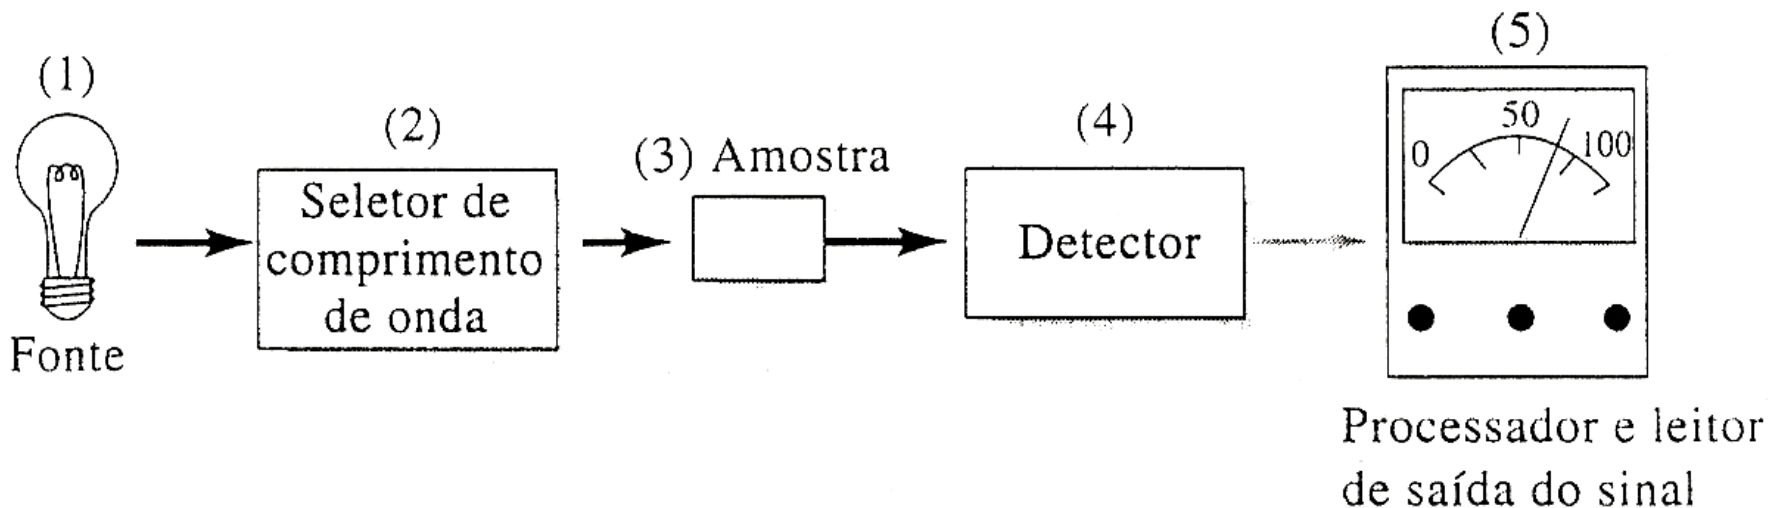 (1)
Fonte
(2)
Seletor de
comprimento
de onda
(3) Amostra
(4)
Detector
(5)
0
50
100
Processador e leitor
de saída do sinal